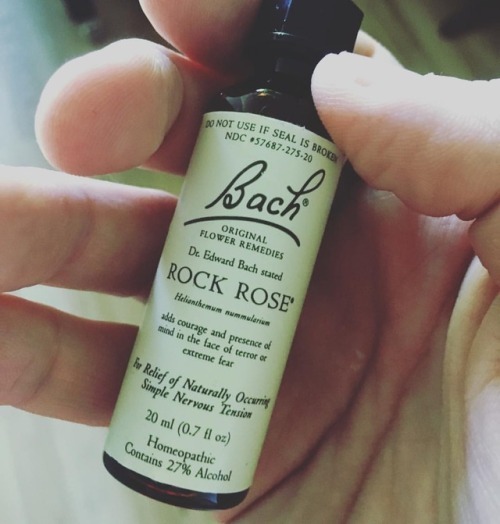 DO NOT USE IF SEAL IS BROKEN
NDC #57687-275-20
Bach®
ORIGINAL
FLOWER REMEDIES
Dr. Edward Bach stated
ROCK ROSE®
Helianthemum nummularium
adds courage and presence of
mind in the face of terror or
extreme fear
For Relief of Naturally Occurring
Simple Nervous Tension
20 ml (0.7 fl oz)
Homeopathic
Contains 27% Alcohol